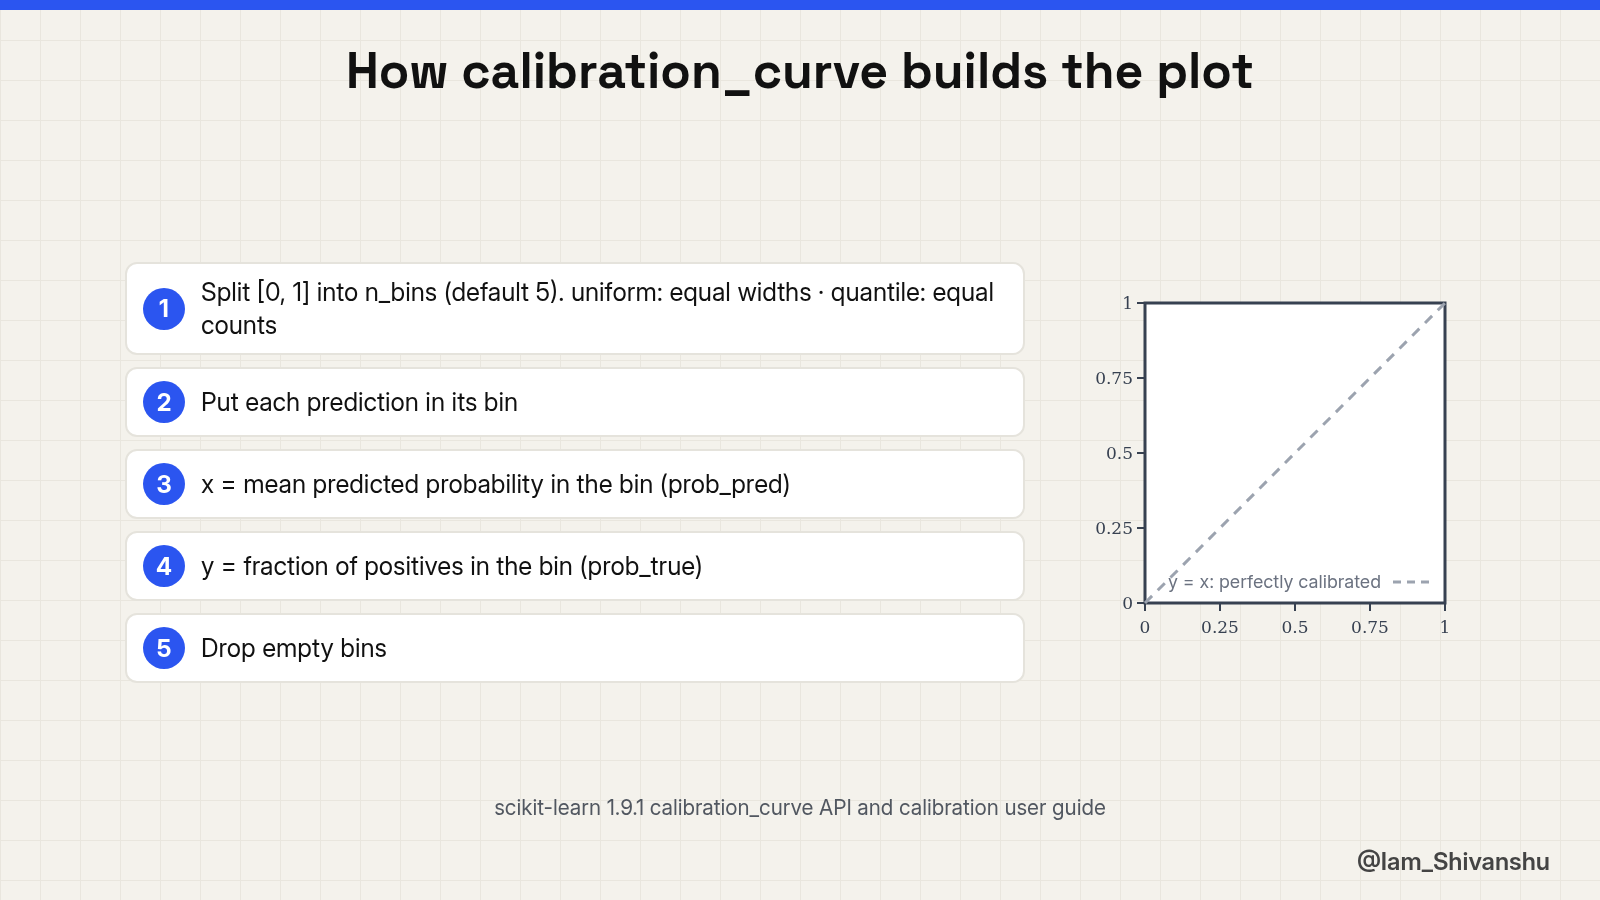 How calibration_curve builds the plot
1
Split [0, 1] into n_bins (default 5). uniform: equal widths · quantile: equal
counts
2
Put each prediction in its bin
3
x = mean predicted probability in the bin (prob_pred)
4
y = fraction of positives in the bin (prob_true)
5
Drop empty bins
1
0.75
0.5
0.25
0
y = x: perfectly calibrated
0 0.25 0.5 0.75 1
scikit-learn 1.9.1 calibration_curve API and calibration user guide
@Iam_Shivanshu